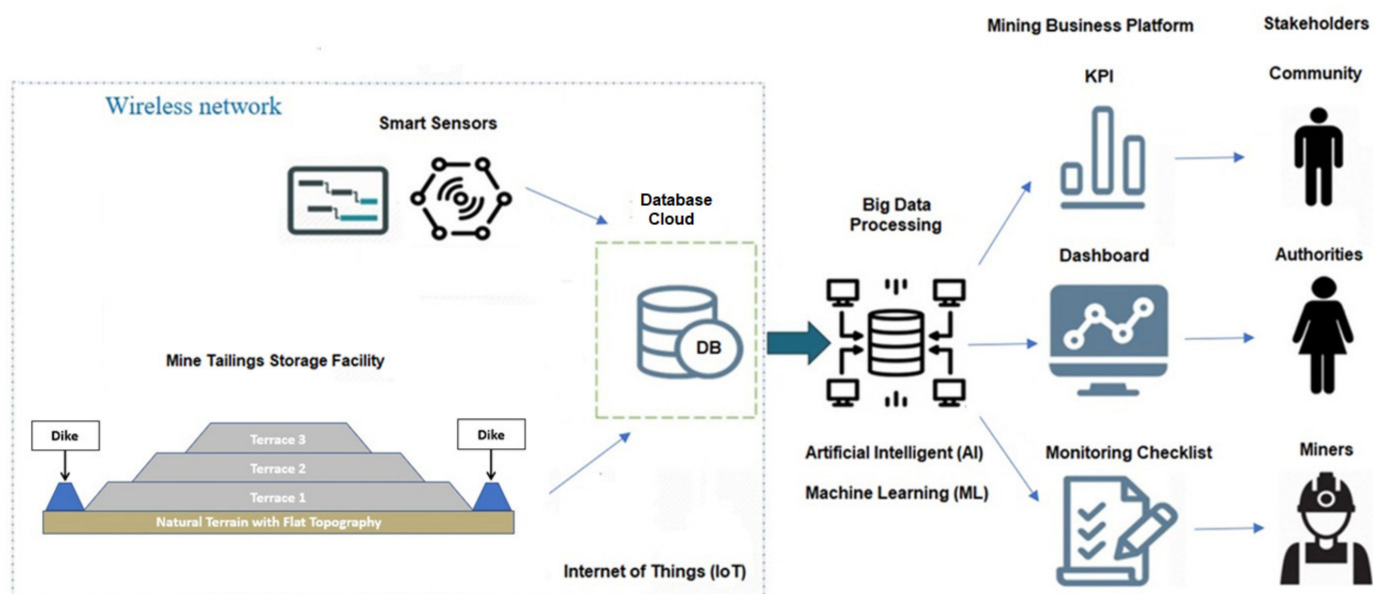 Mining Business Platform
Stakeholders
KPI
Community
Wireless network
Smart Sensors
Database
Cloud
Big Data
Processing
Dashboard
Authorities
DB
Mine Tailings Storage Facility
Dike
Dike
Terrace 3
Terrace 2
Terrace 1
Natural Terrain with Flat Topography
Artificial Intelligent (AI)
Machine Learning (ML)
Monitoring Checklist
Miners
Internet of Things (IoT)